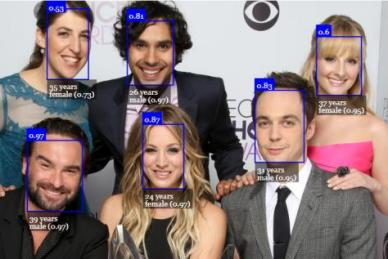 0.53
35 years
female (0.73)
0.81
26 years
male (0.97)
0.6
37 years
female (0.95)
0.97
39 years
male (0.97)
0.87
24 years
female (0.97)
0.83
31 years
male (0.95)